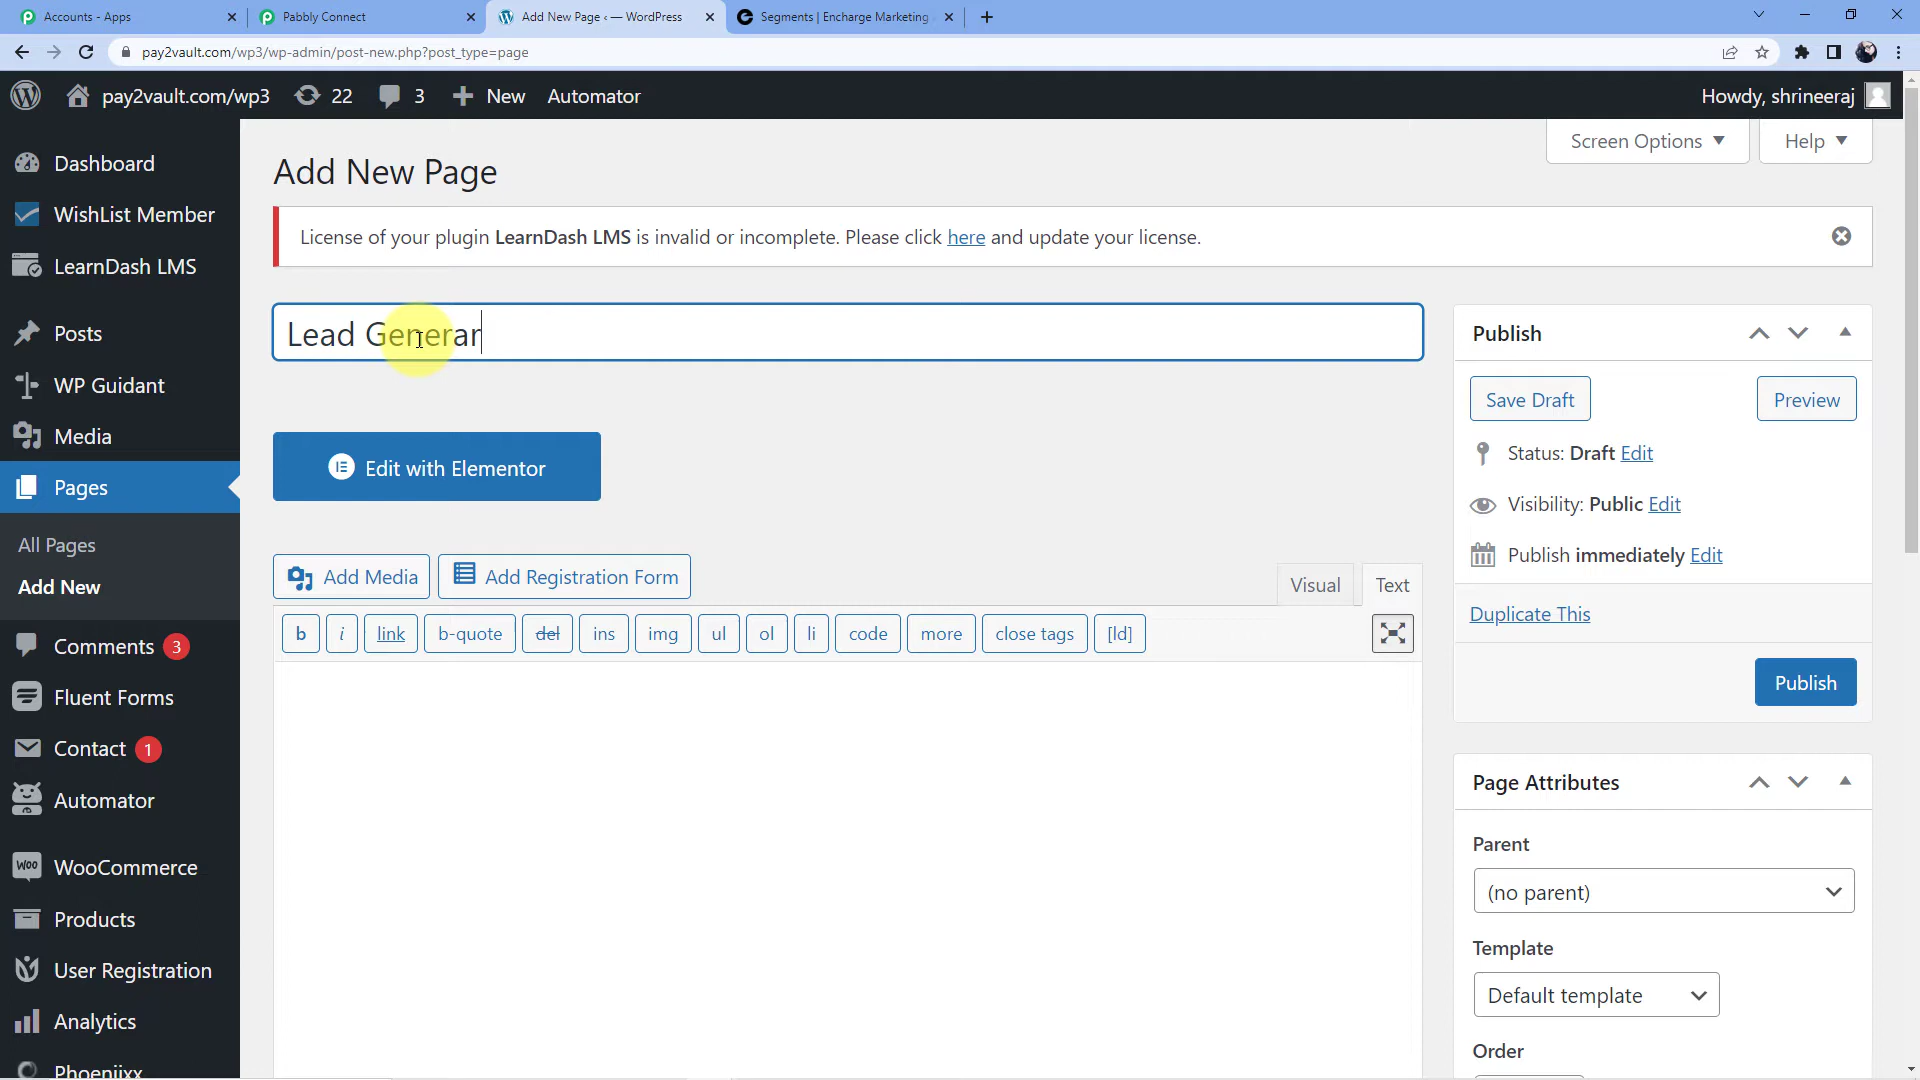 Accounts - Apps
Pabbly Connect
Add New Page ‹ — WordPress
Segments | Encharge Marketing
pay2vault.com/wp3/wp-admin/post-new.php?post_type=page
pay2vault.com/wp3
22
3
New
Automator
Howdy, shrineeraj
Screen Options
Help
Dashboard
WishList Member
LearnDash LMS
Posts
WP Guidant
Media
Pages
All Pages
Add New
Comments 3
Fluent Forms
Contact 1
Automator
WooCommerce
Products
User Registration
Analytics
Phoeniixx
Add New Page
License of your plugin LearnDash LMS is invalid or incomplete. Please click here and update your license.
Lead Generar
Edit with Elementor
Add Media
Add Registration Form
Visual
Text
b
i
link
b-quote
del
ins
img
ul
ol
li
code
more
close tags
[ld]
Publish
Save Draft
Preview
Status: Draft Edit
Visibility: Public Edit
Publish immediately Edit
Duplicate This
Publish
Page Attributes
Parent
(no parent)
Template
Default template
Order